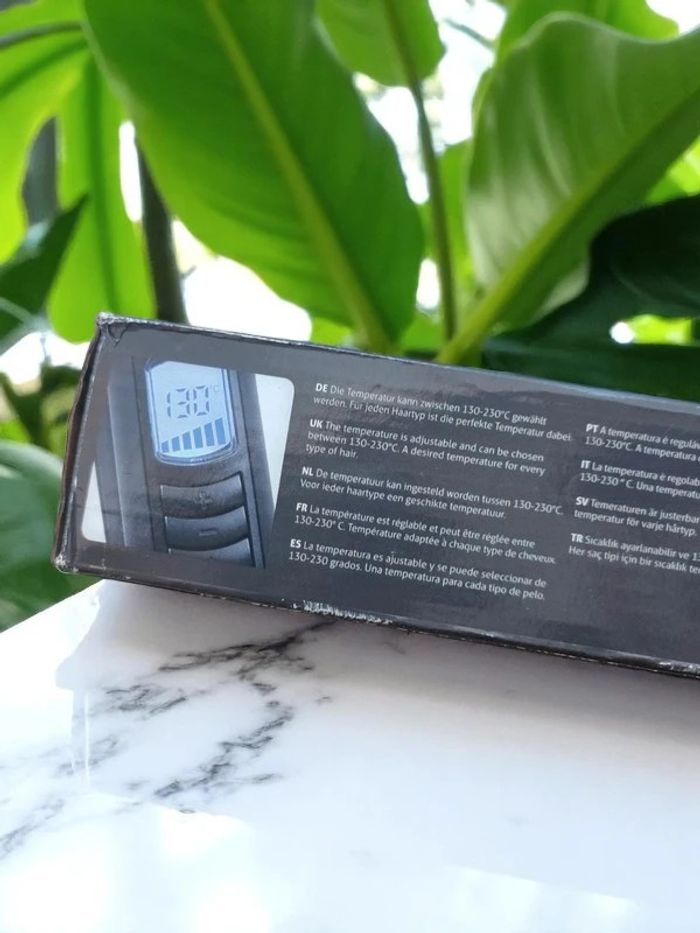 130°C
DE Die Temperatur kann zwischen 130-230°C gewählt
werden. Für jeden Haartyp ist die perfekte Temperatur dabei.
UK The temperature is adjustable and can be chosen
between 130-230°C. A desired temperature for every
type of hair.
NL De temperatuur kan ingesteld worden tussen 130-230°C.
Voor ieder haartype een geschikte temperatuur.
FR La température est réglable et peut être réglée entre
130-230° C. Température adaptée à chaque type de cheveux.
ES La temperatura es ajustable y se puede seleccionar de
130-230 grados. Una temperatura para cada tipo de pelo.
PT A temperatura é
130-230°C. A temperatura
IT La temperatura è
130-230 ° C. Una
SV Temeraturen är
temperatur för varje hårtyp.
TR Sıcaklık ayarlanabilir ve
Her saç tipi için bir sıcaklık